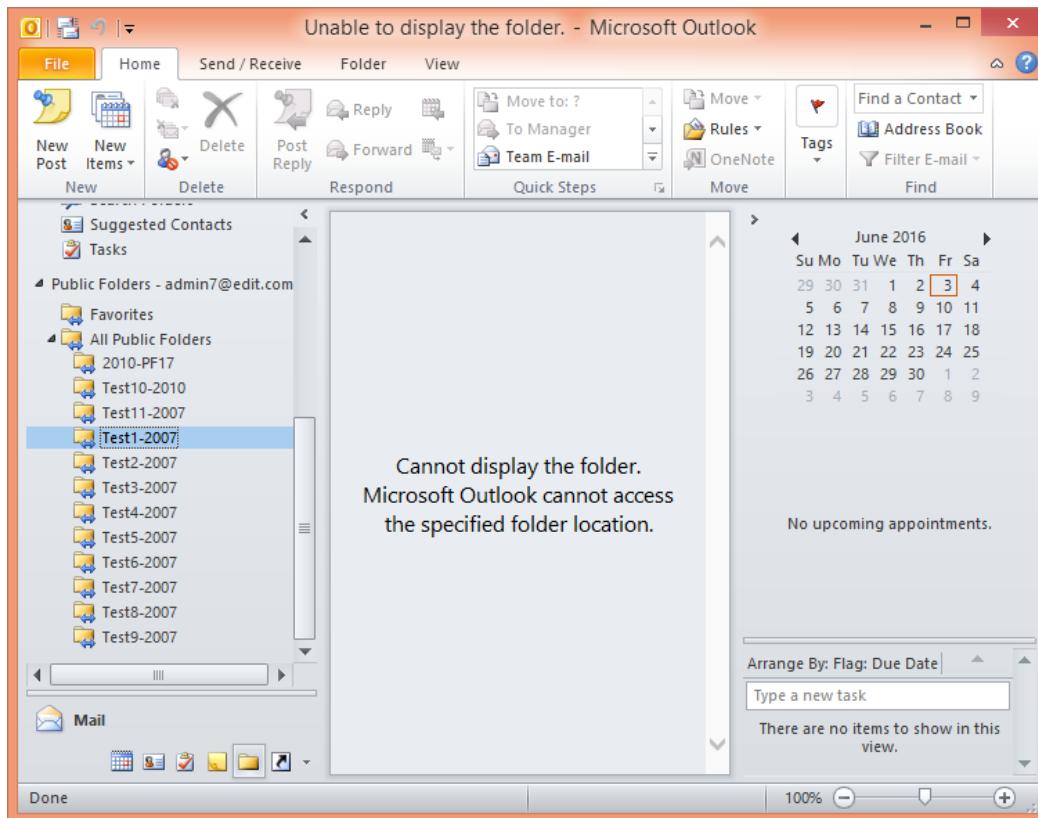 Unable to display the folder. - Microsoft Outlook
File Home Send / Receive Folder View
New Post
New Items
Delete
Post Reply
Reply
Forward
Move to: ?
To Manager
Team E-mail
Move
Rules
OneNote
Tags
Find a Contact
Address Book
Filter E-mail
New Delete Respond Quick Steps Move Find
Search Folders
Suggested Contacts
Tasks
Public Folders - admin7@edit.com
Favorites
All Public Folders
2010-PF17
Test10-2010
Test11-2007
Test1-2007
Test2-2007
Test3-2007
Test4-2007
Test5-2007
Test6-2007
Test7-2007
Test8-2007
Test9-2007
Mail
Cannot display the folder.
Microsoft Outlook cannot access
the specified folder location.
June 2016
Su Mo Tu We Th Fr Sa
29 30 31 1 2 3 4
5 6 7 8 9 10 11
12 13 14 15 16 17 18
19 20 21 22 23 24 25
26 27 28 29 30 1 2
3 4 5 6 7 8 9
No upcoming appointments.
Arrange By: Flag: Due Date
Type a new task
There are no items to show in this
view.
Done 100%